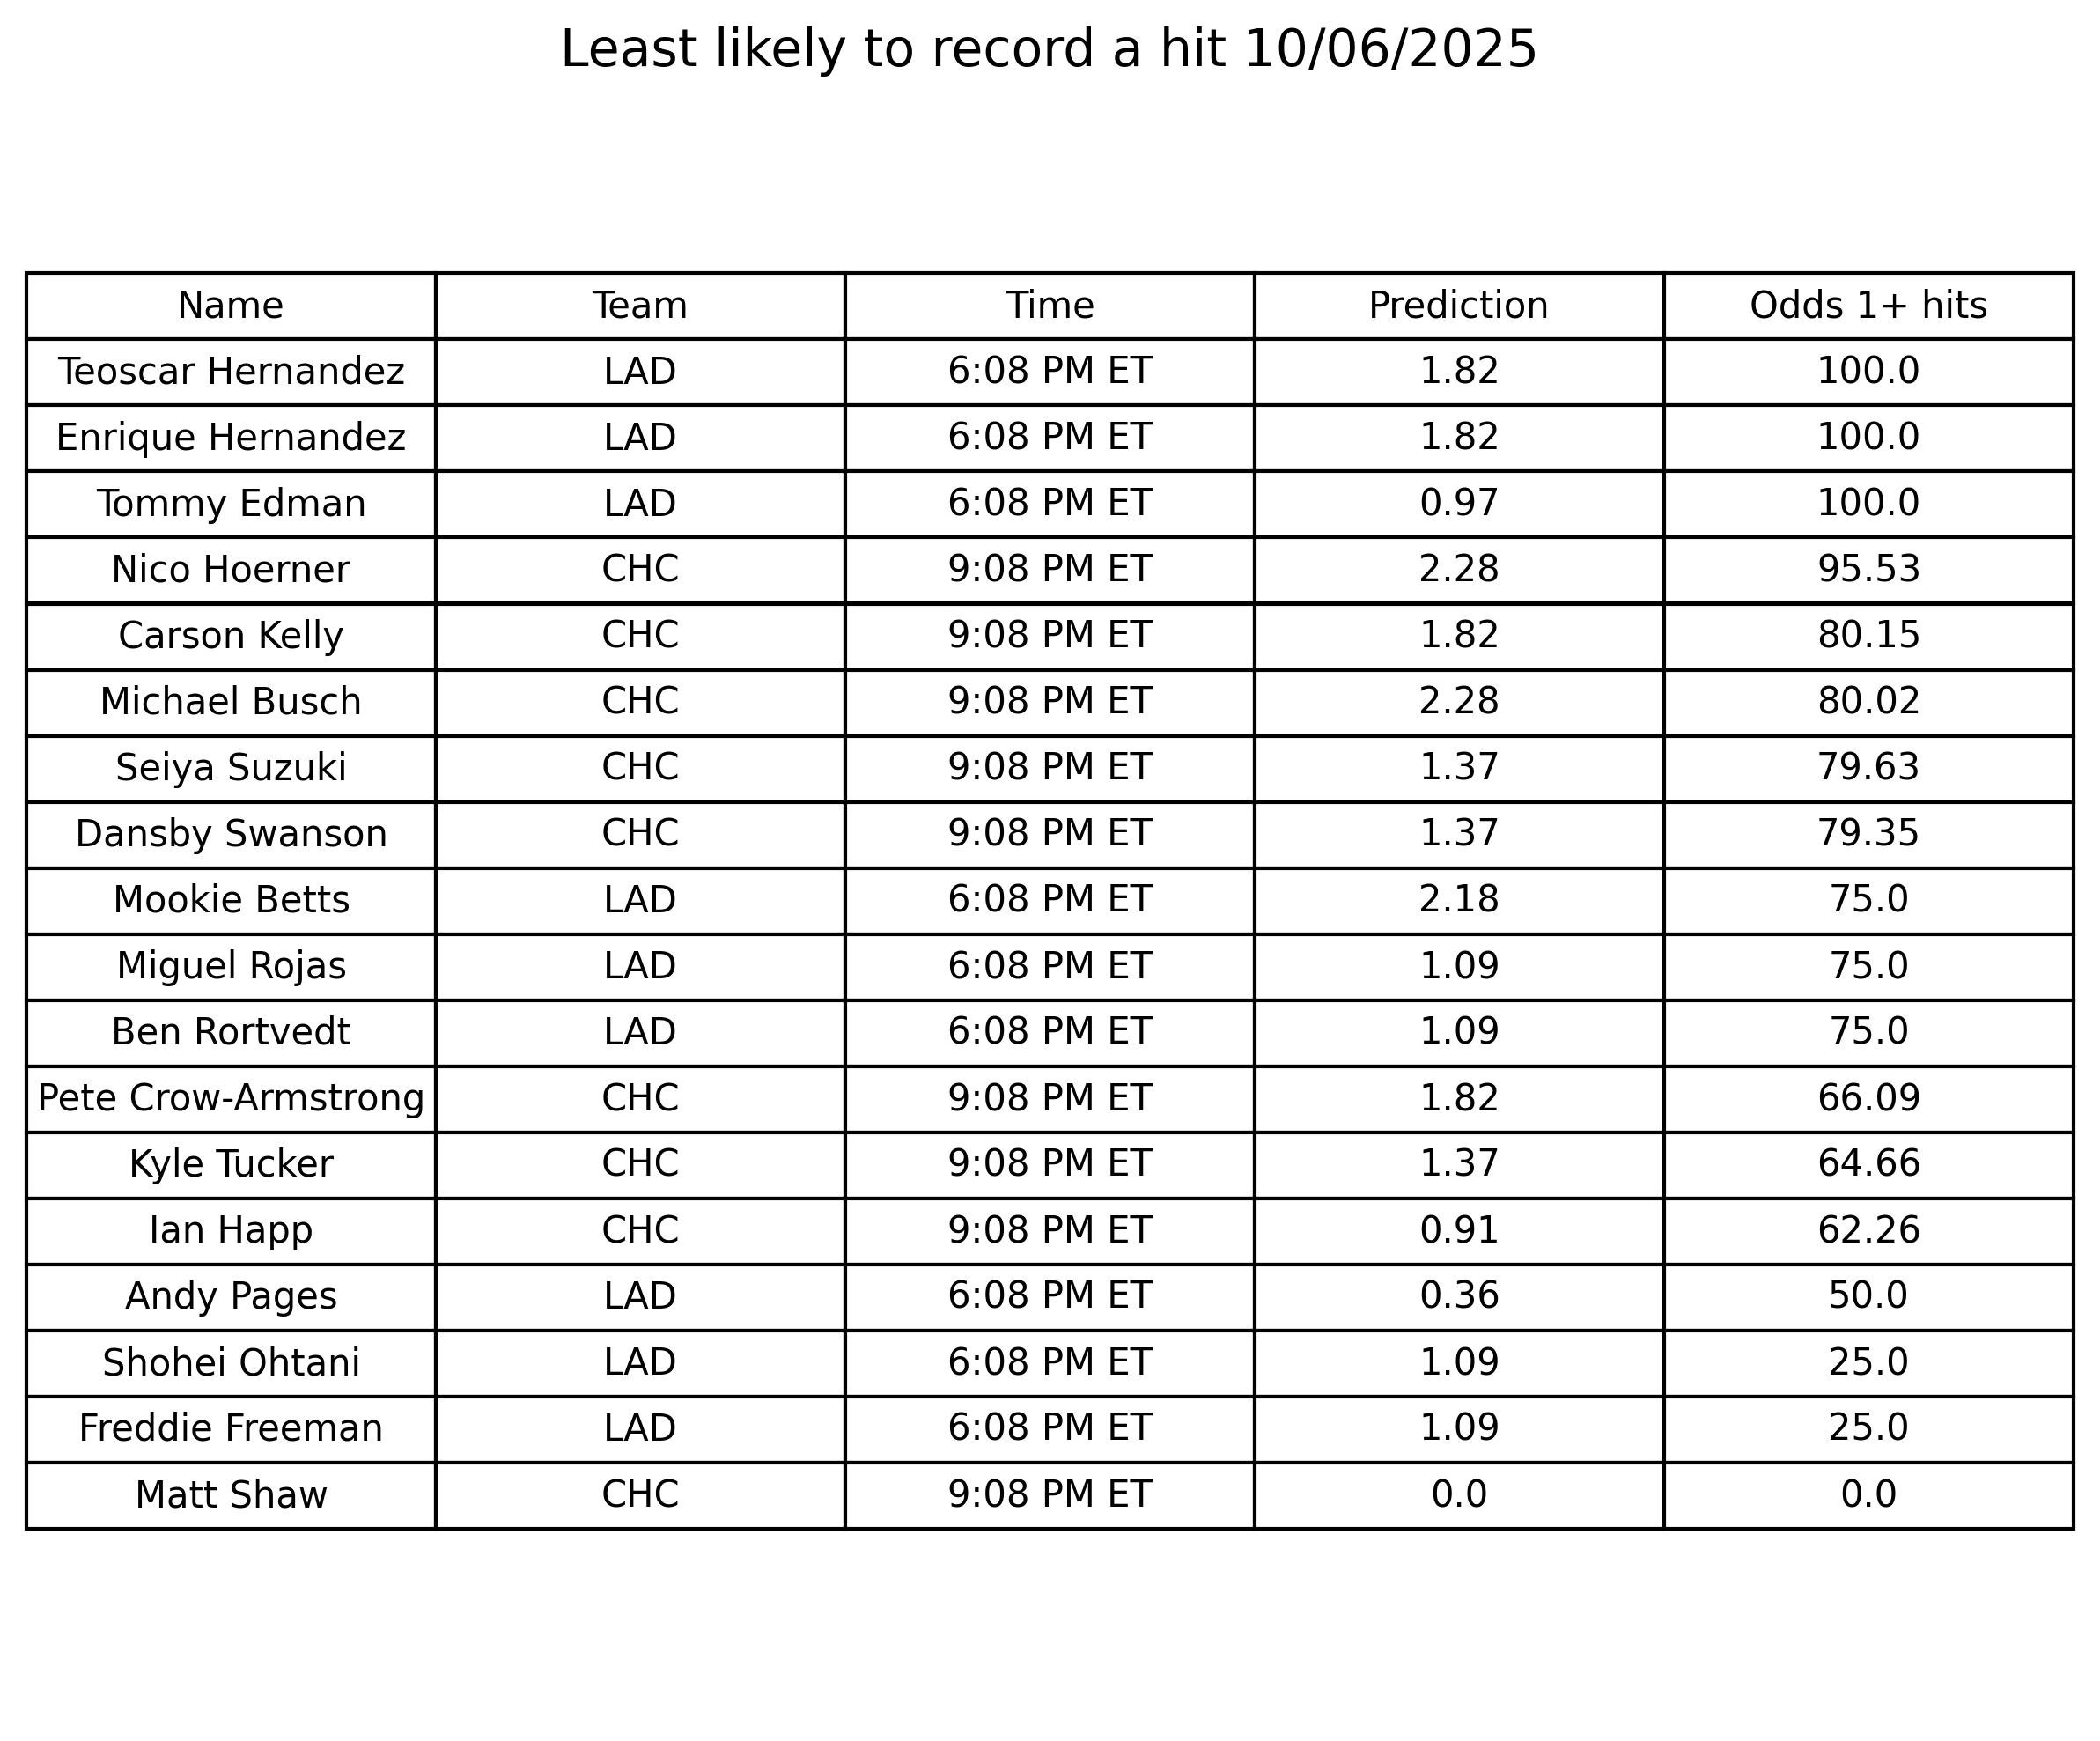 Least likely to record a hit 10/06/2025
Name Team Time Prediction Odds 1+ hits
Teoscar Hernandez LAD 6:08 PM ET 1.82 100.0
Enrique Hernandez LAD 6:08 PM ET 1.82 100.0
Tommy Edman LAD 6:08 PM ET 0.97 100.0
Nico Hoerner CHC 9:08 PM ET 2.28 95.53
Carson Kelly CHC 9:08 PM ET 1.82 80.15
Michael Busch CHC 9:08 PM ET 2.28 80.02
Seiya Suzuki CHC 9:08 PM ET 1.37 79.63
Dansby Swanson CHC 9:08 PM ET 1.37 79.35
Mookie Betts LAD 6:08 PM ET 2.18 75.0
Miguel Rojas LAD 6:08 PM ET 1.09 75.0
Ben Rortvedt LAD 6:08 PM ET 1.09 75.0
Pete Crow-Armstrong CHC 9:08 PM ET 1.82 66.09
Kyle Tucker CHC 9:08 PM ET 1.37 64.66
Ian Happ CHC 9:08 PM ET 0.91 62.26
Andy Pages LAD 6:08 PM ET 0.36 50.0
Shohei Ohtani LAD 6:08 PM ET 1.09 25.0
Freddie Freeman LAD 6:08 PM ET 1.09 25.0
Matt Shaw CHC 9:08 PM ET 0.0 0.0